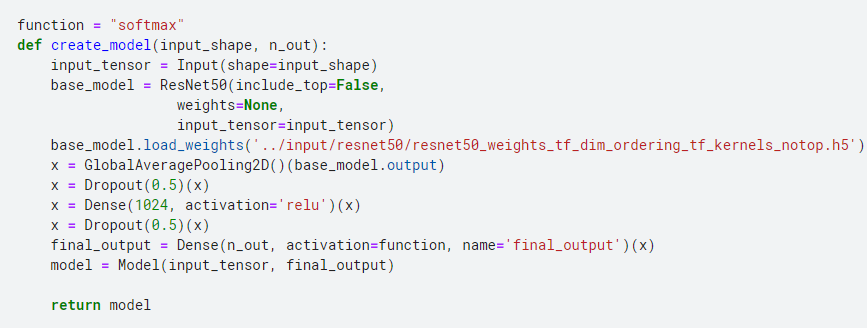 function = "softmax"
def create_model(input_shape, n_out):
    input_tensor = Input(shape=input_shape)
    base_model = ResNet50(include_top=False,
                   weights=None,
                   input_tensor=input_tensor)
    base_model.load_weights('../input/resnet50/resnet50_weights_tf_dim_ordering_tf_kernels_notop.h5')
    x = GlobalAveragePooling2D()(base_model.output)
    x = Dropout(0.5)(x)
    x = Dense(1024, activation='relu')(x)
    x = Dropout(0.5)(x)
    final_output = Dense(n_out, activation=function, name='final_output')(x)
    model = Model(input_tensor, final_output)

    return model